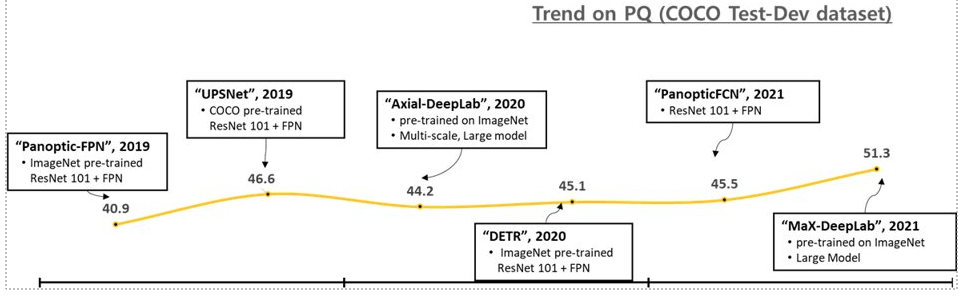 Trend on PQ (COCO Test-Dev dataset)
“Panoptic-FPN”, 2019
• ImageNet pre-trained
ResNet 101 + FPN
40.9
“UPSNet”, 2019
• COCO pre-trained
ResNet 101 + FPN
46.6
“Axial-DeepLab”, 2020
• pre-trained on ImageNet
• Multi-scale, Large model
44.2
45.1
“DETR”, 2020
• ImageNet pre-trained
ResNet 101 + FPN
“PanopticFCN”, 2021
• ResNet 101 + FPN
45.5
51.3
“MaX-DeepLab”, 2021
• pre-trained on ImageNet
• Large Model